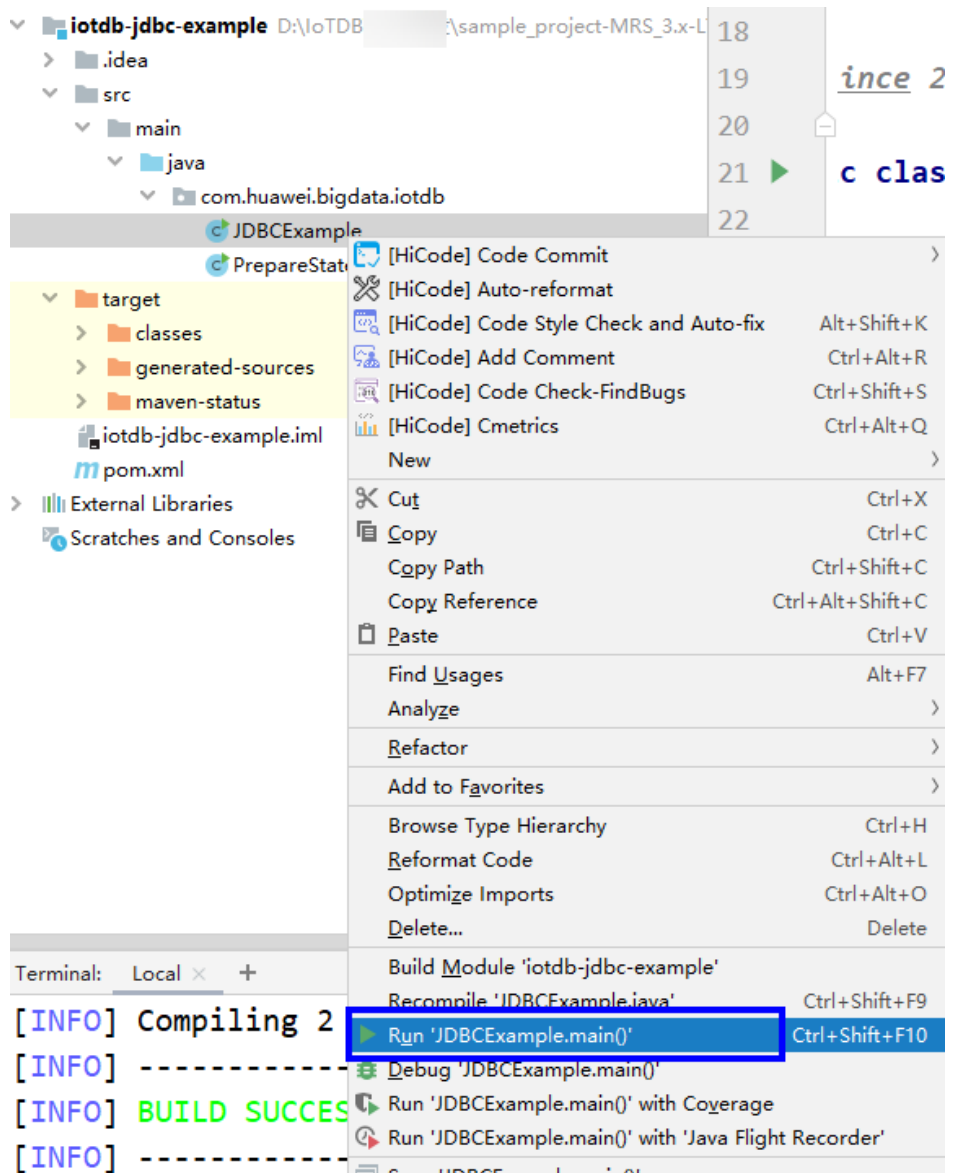 iotdb-jdbc-example D:\IoTDB \sample_project-MRS_3.x-L
.idea
src
main
java
com.huawei.bigdata.iotdb
JDBCExample
PrepareState
target
classes
generated-sources
maven-status
iotdb-jdbc-example.iml
pom.xml
External Libraries
Scratches and Consoles
18
19 ince 2
20
21 c clas
22
[HiCode] Code Commit
[HiCode] Auto-reformat
[HiCode] Code Style Check and Auto-fix Alt+Shift+K
[HiCode] Add Comment Ctrl+Alt+R
[HiCode] Code Check-FindBugs Ctrl+Shift+S
[HiCode] Cmetrics Ctrl+Alt+Q
New
Cut Ctrl+X
Copy Ctrl+C
Copy Path Ctrl+Shift+C
Copy Reference Ctrl+Alt+Shift+C
Paste Ctrl+V
Find Usages Alt+F7
Analyze
Refactor
Add to Favorites
Browse Type Hierarchy Ctrl+H
Reformat Code Ctrl+Alt+L
Optimize Imports Ctrl+Alt+O
Delete... Delete
Build Module 'iotdb-jdbc-example'
Recompile 'JDBCExample.java' Ctrl+Shift+F9
Run 'JDBCExample.main()' Ctrl+Shift+F10
Debug 'JDBCExample.main()'
Run 'JDBCExample.main()' with Coverage
Run 'JDBCExample.main()' with 'Java Flight Recorder'
Terminal: Local × +
[INFO] Compiling 2
[INFO] ------------
[INFO] BUILD SUCCES
[INFO] ------------